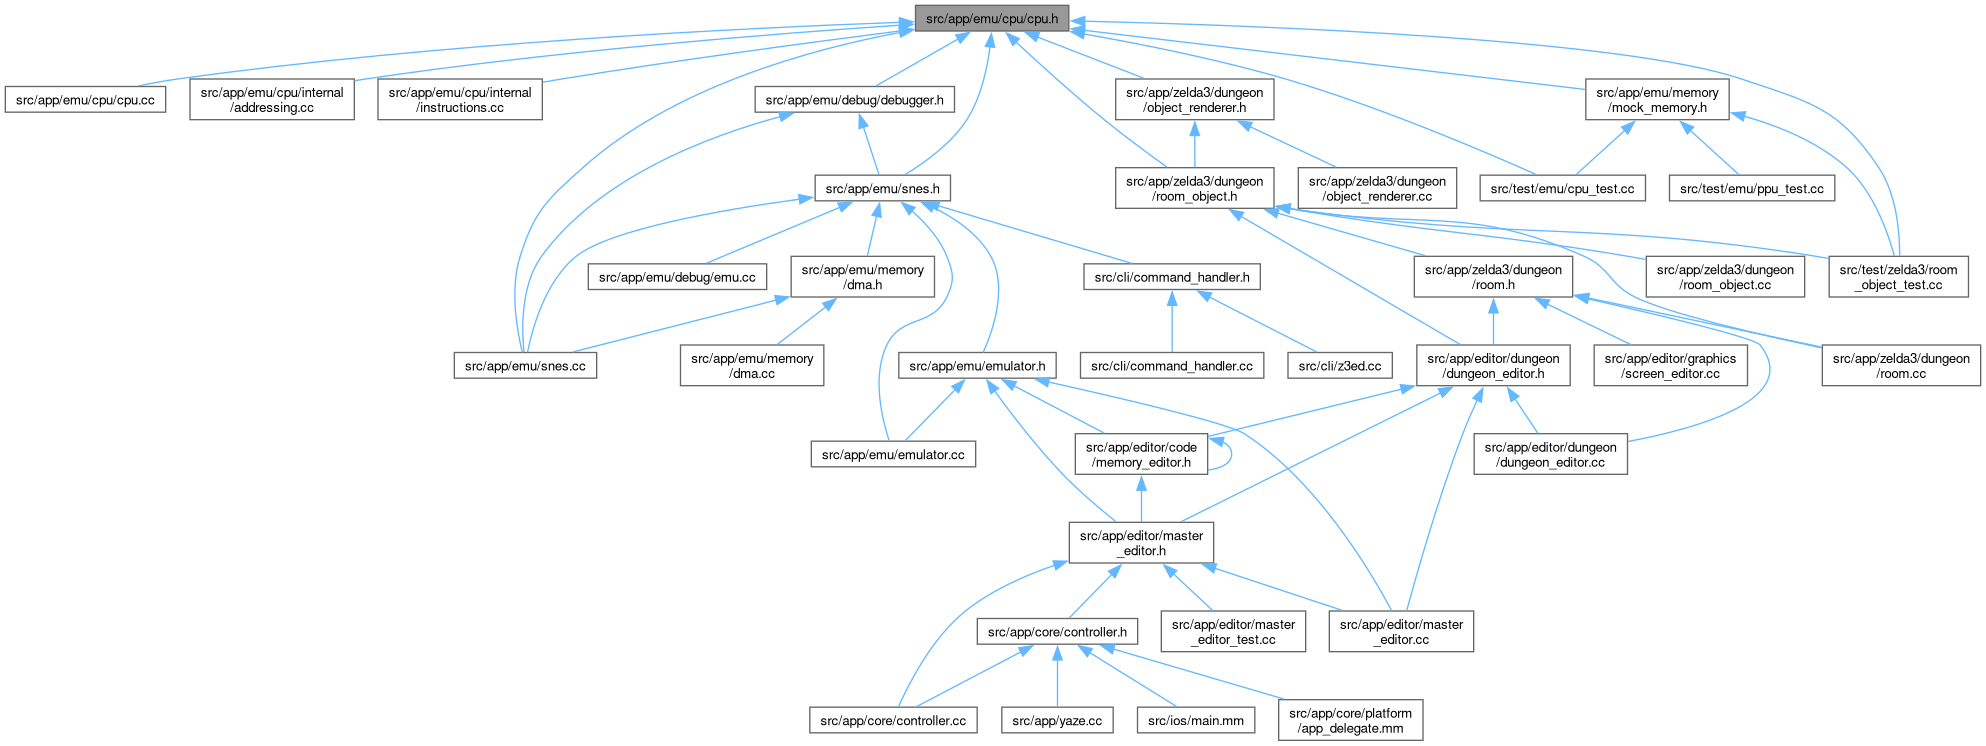 src/app/emu/cpu/cpu.h
src/app/emu/cpu/cpu.cc
src/app/emu/cpu/internal
/addressing.cc
src/app/emu/cpu/internal
/instructions.cc
src/app/emu/debug/debugger.h
src/app/zelda3/dungeon
/object_renderer.h
src/app/emu/memory
/mock_memory.h
src/app/emu/snes.h
src/app/zelda3/dungeon
/room_object.h
src/app/zelda3/dungeon
/object_renderer.cc
src/test/emu/cpu_test.cc
src/test/emu/ppu_test.cc
src/app/emu/debug/emu.cc
src/app/emu/memory
/dma.h
src/cli/command_handler.h
src/app/zelda3/dungeon
/room.h
src/app/zelda3/dungeon
/room_object.cc
src/test/zelda3/room
_object_test.cc
src/app/emu/snes.cc
src/app/emu/memory
/dma.cc
src/app/emu/emulator.h
src/cli/command_handler.cc
src/cli/z3ed.cc
src/app/editor/dungeon
/dungeon_editor.h
src/app/editor/graphics
/screen_editor.cc
src/app/zelda3/dungeon
/room.cc
src/app/emu/emulator.cc
src/app/editor/code
/memory_editor.h
src/app/editor/dungeon
/dungeon_editor.cc
src/app/editor/master
_editor.h
src/app/core/controller.h
src/app/editor/master
_editor_test.cc
src/app/editor/master
_editor.cc
src/app/core/controller.cc
src/app/yaze.cc
src/ios/main.mm
src/app/core/platform
/app_delegate.mm